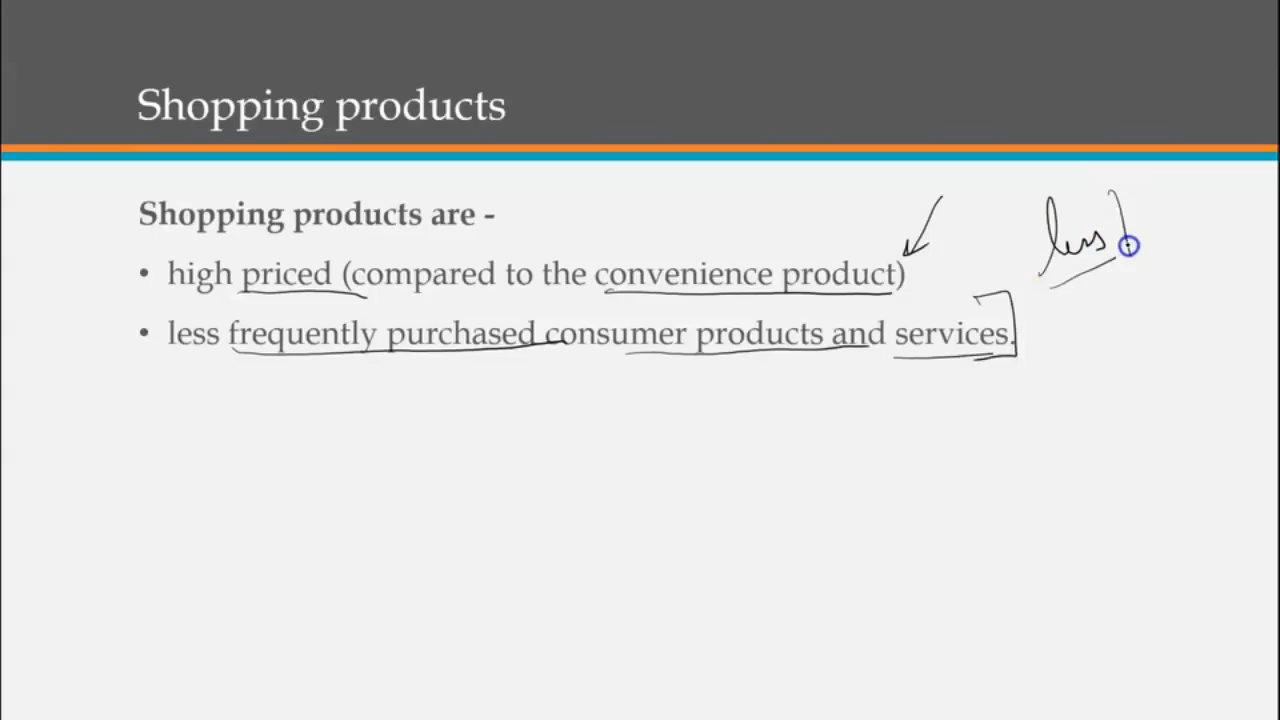 Shopping products
Shopping products are -
• high priced (compared to the convenience product)
less
• less frequently purchased consumer products and services.